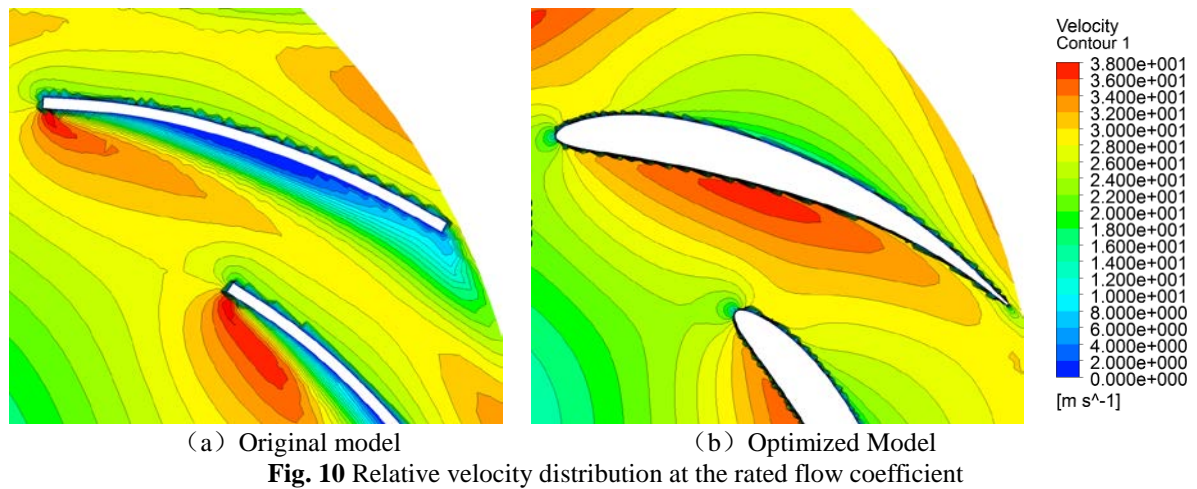 Velocity
Contour 1
3.800e+001
3.600e+001
3.400e+001
3.200e+001
3.000e+001
2.800e+001
2.600e+001
2.400e+001
2.200e+001
2.000e+001
1.800e+001
1.600e+001
1.400e+001
1.200e+001
1.000e+001
8.000e+000
6.000e+000
4.000e+000
2.000e+000
0.000e+000
[m s^-1]
（a）Original model
（b）Optimized Model
Fig. 10 Relative velocity distribution at the rated flow coefficient